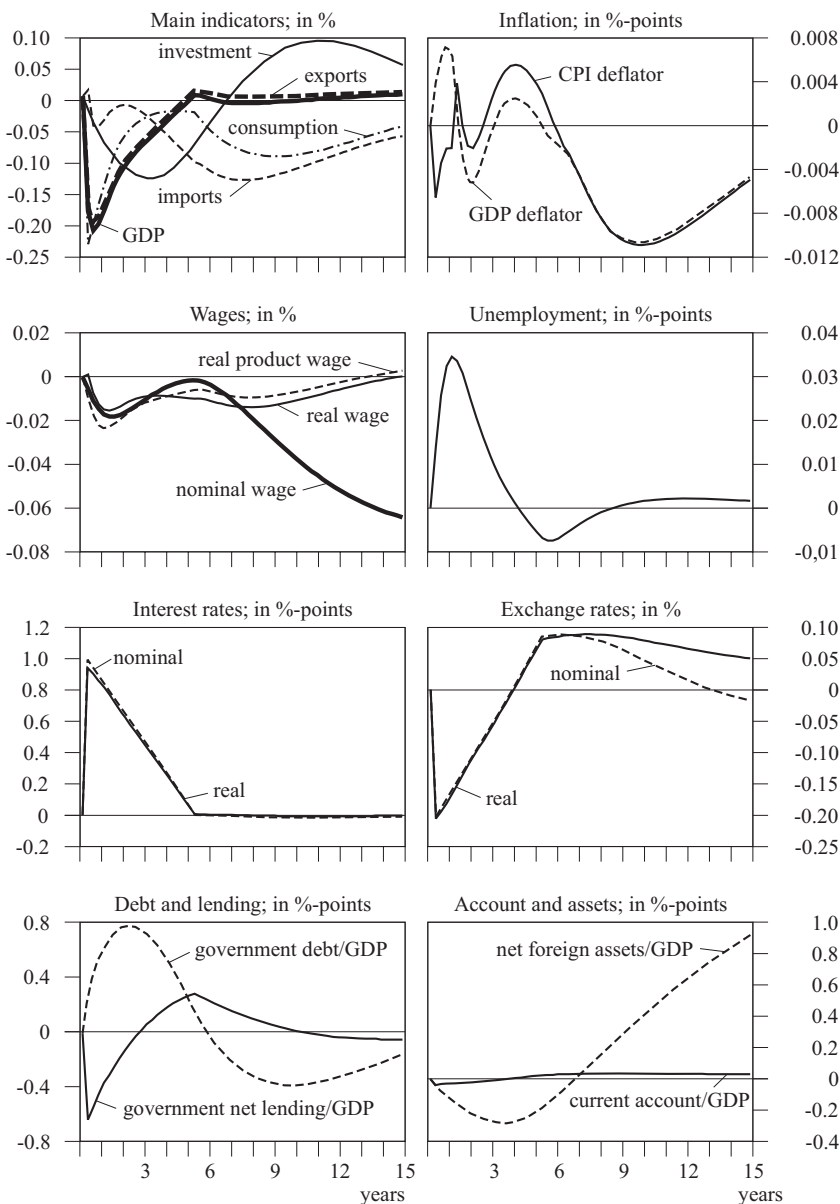 Main indicators; in %
0.10
0.05
0
-0.05
-0.10
-0.15
-0.20
-0.25
investment
exports
consumption
imports
GDP
Inflation; in %-points
0.008
0.004
0
-0.004
-0.008
-0.012
CPI deflator
GDP deflator
Wages; in %
0.02
0
-0.02
-0.04
-0.06
-0.08
real product wage
real wage
nominal wage
Unemployment; in %-points
0.04
0.03
0.02
0.01
0
-0,01
Interest rates; in %-points
1.2
1.0
0.8
0.6
0.4
0.2
0
-0.2
nominal
real
Exchange rates; in %
0.10
0.05
0
-0.05
-0.10
-0.15
-0.20
-0.25
nominal
real
Debt and lending; in %-points
0.8
0.4
0
-0.4
-0.8
government debt/GDP
government net lending/GDP
3 6 9 12 15
years
Account and assets; in %-points
1.0
0.8
0.6
0.4
0.2
0
-0.2
-0.4
net foreign assets/GDP
current account/GDP
3 6 9 12 15
years